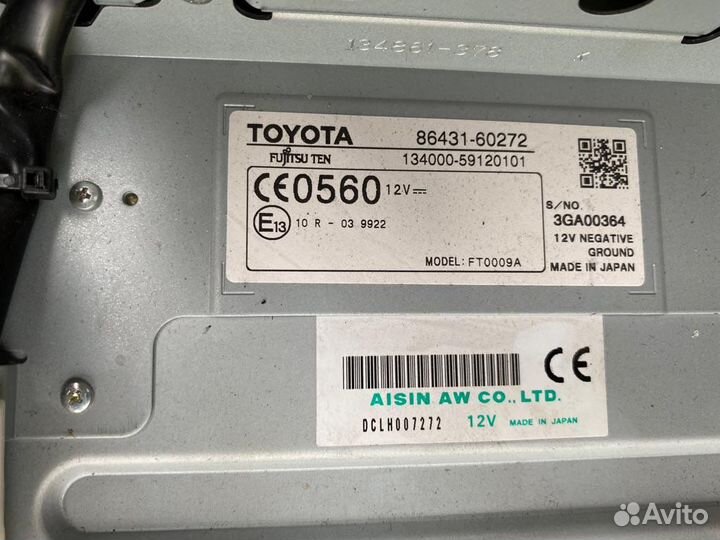 134861-378 K
TOYOTA 86431-60272
FUJITSU TEN 134000-59120101
CE0560 12V
E13 10 R - 03 9922
S/NO.
3GA00364
12V NEGATIVE
GROUND
MODEL: FT0009A MADE IN JAPAN
CE
AISIN AW CO., LTD.
DCLH007272 12V MADE IN JAPAN
Avito